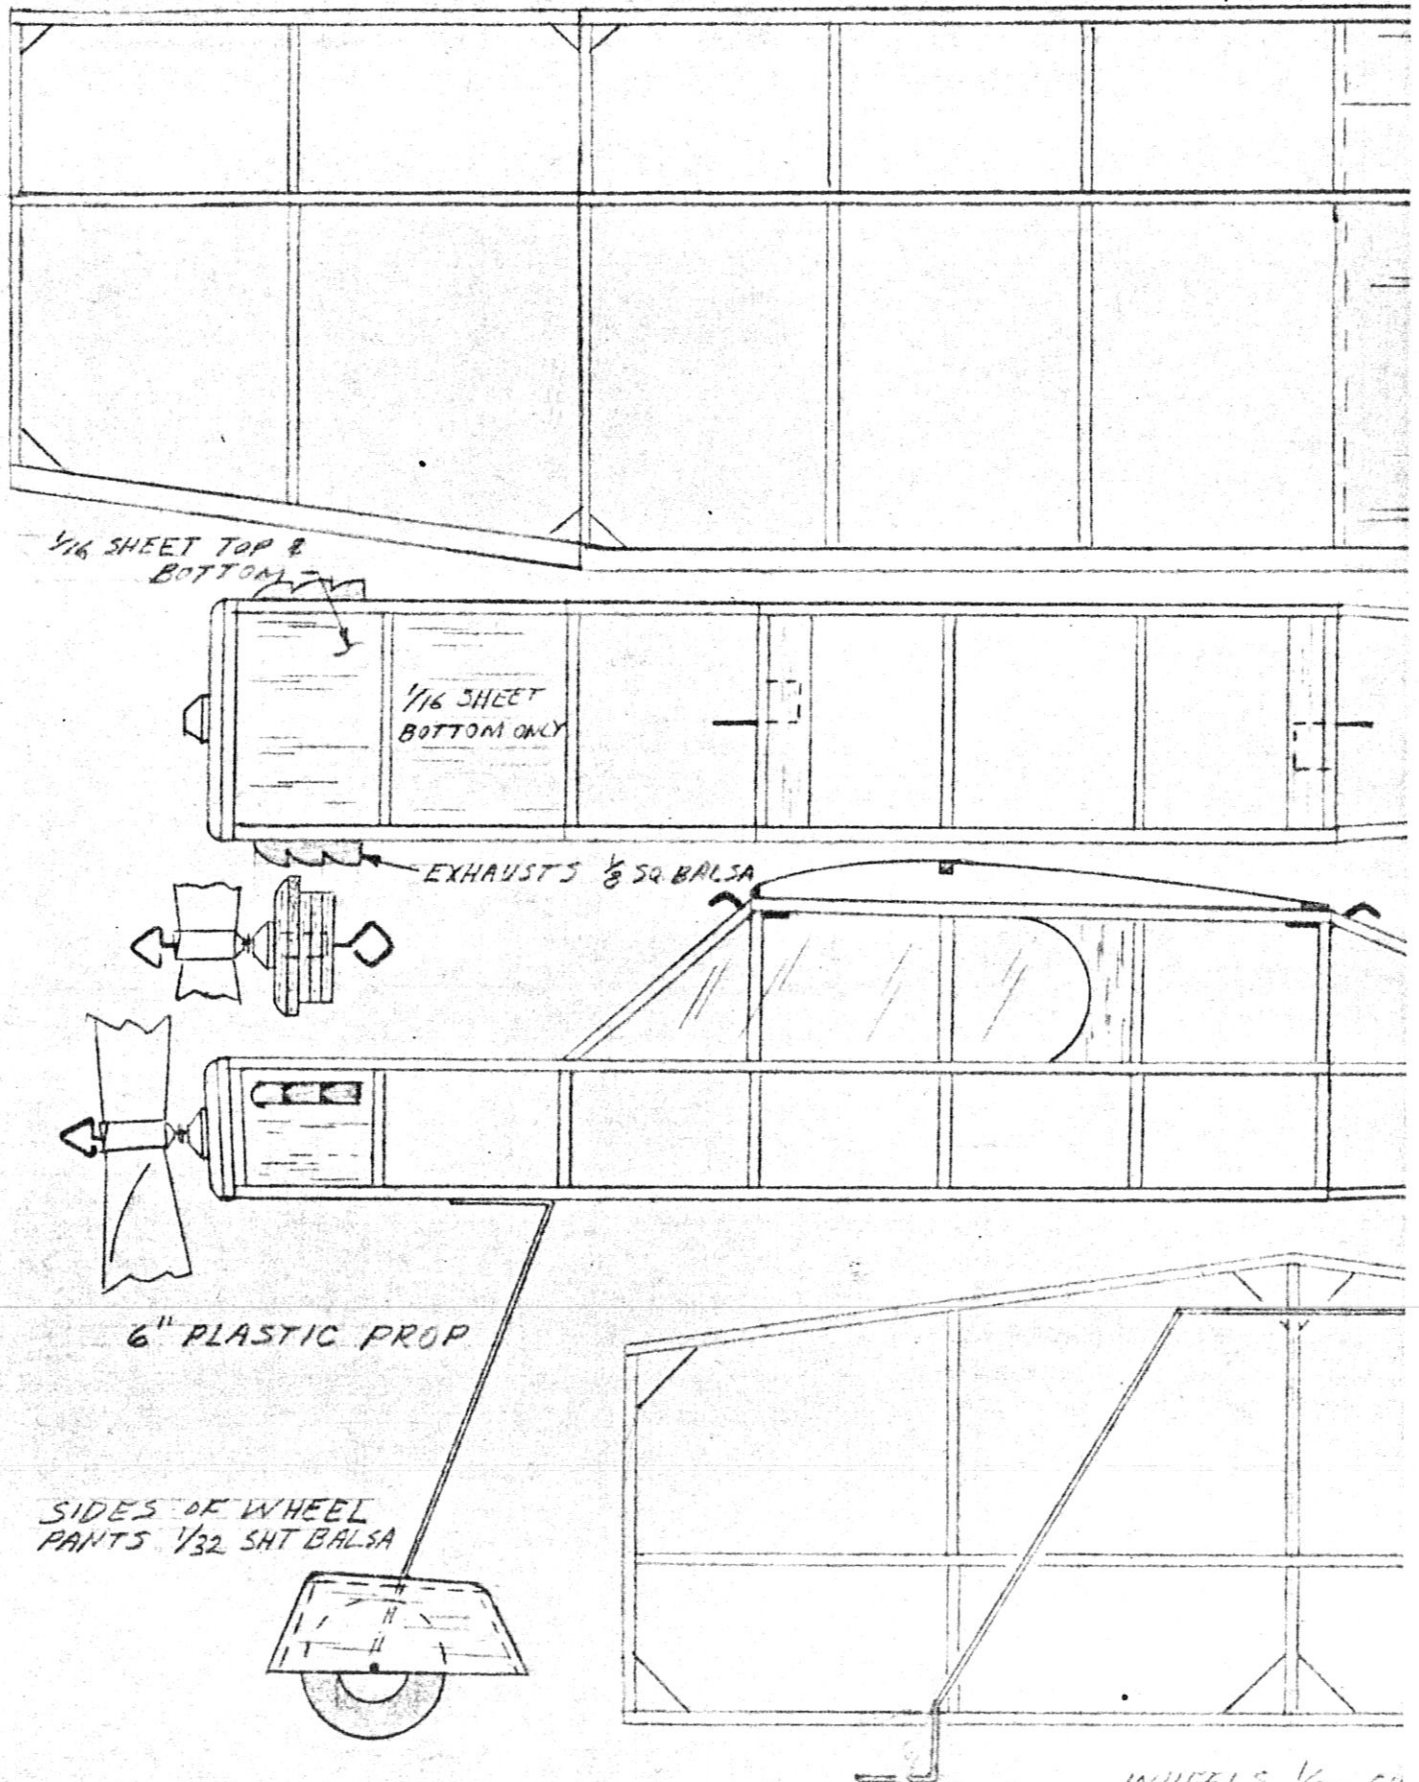 1/16 SHEET TOP &
BOTTOM
1/16 SHEET
BOTTOM ONLY
EXHAUSTS 1/8 SQ. BALSA
6" PLASTIC PROP
SIDES OF WHEEL
PANTS 1/32 SHT BALSA
WHEELS